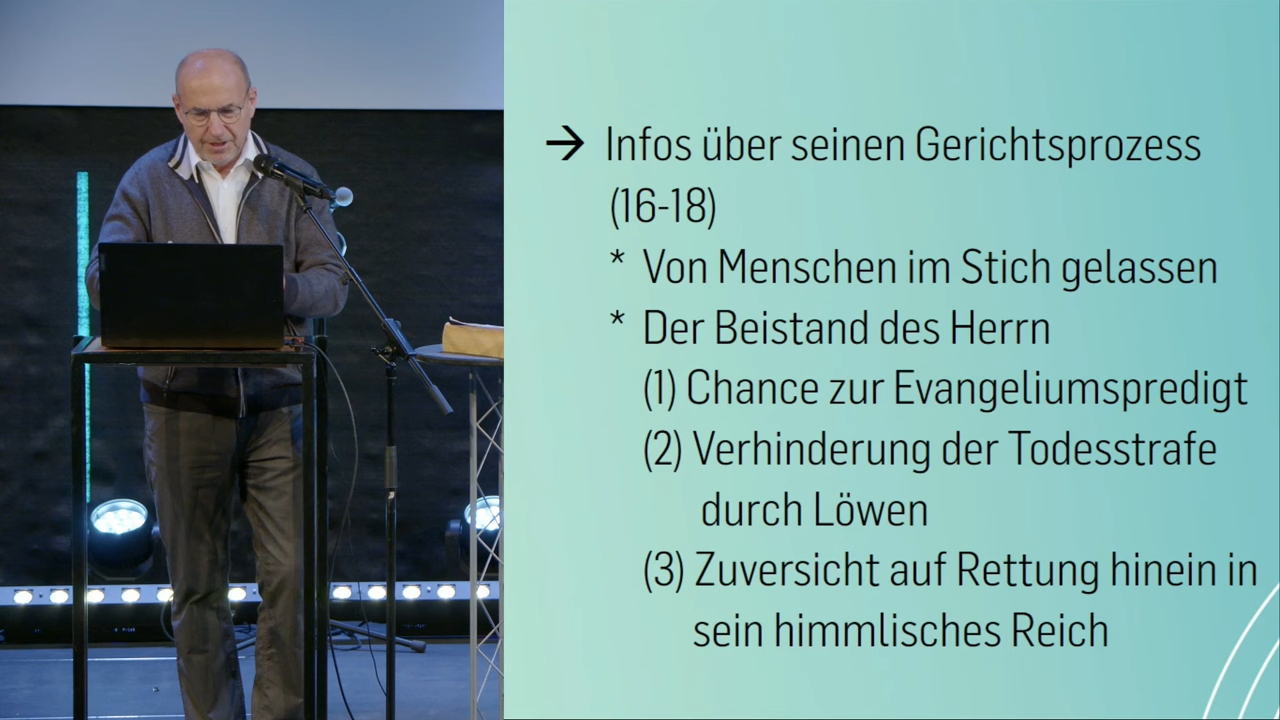 → Infos über seinen Gerichtsprozess
(16-18)
* Von Menschen im Stich gelassen
* Der Beistand des Herrn
(1) Chance zur Evangeliumspredigt
(2) Verhinderung der Todesstrafe
durch Löwen
(3) Zuversicht auf Rettung hinein in
sein himmlisches Reich